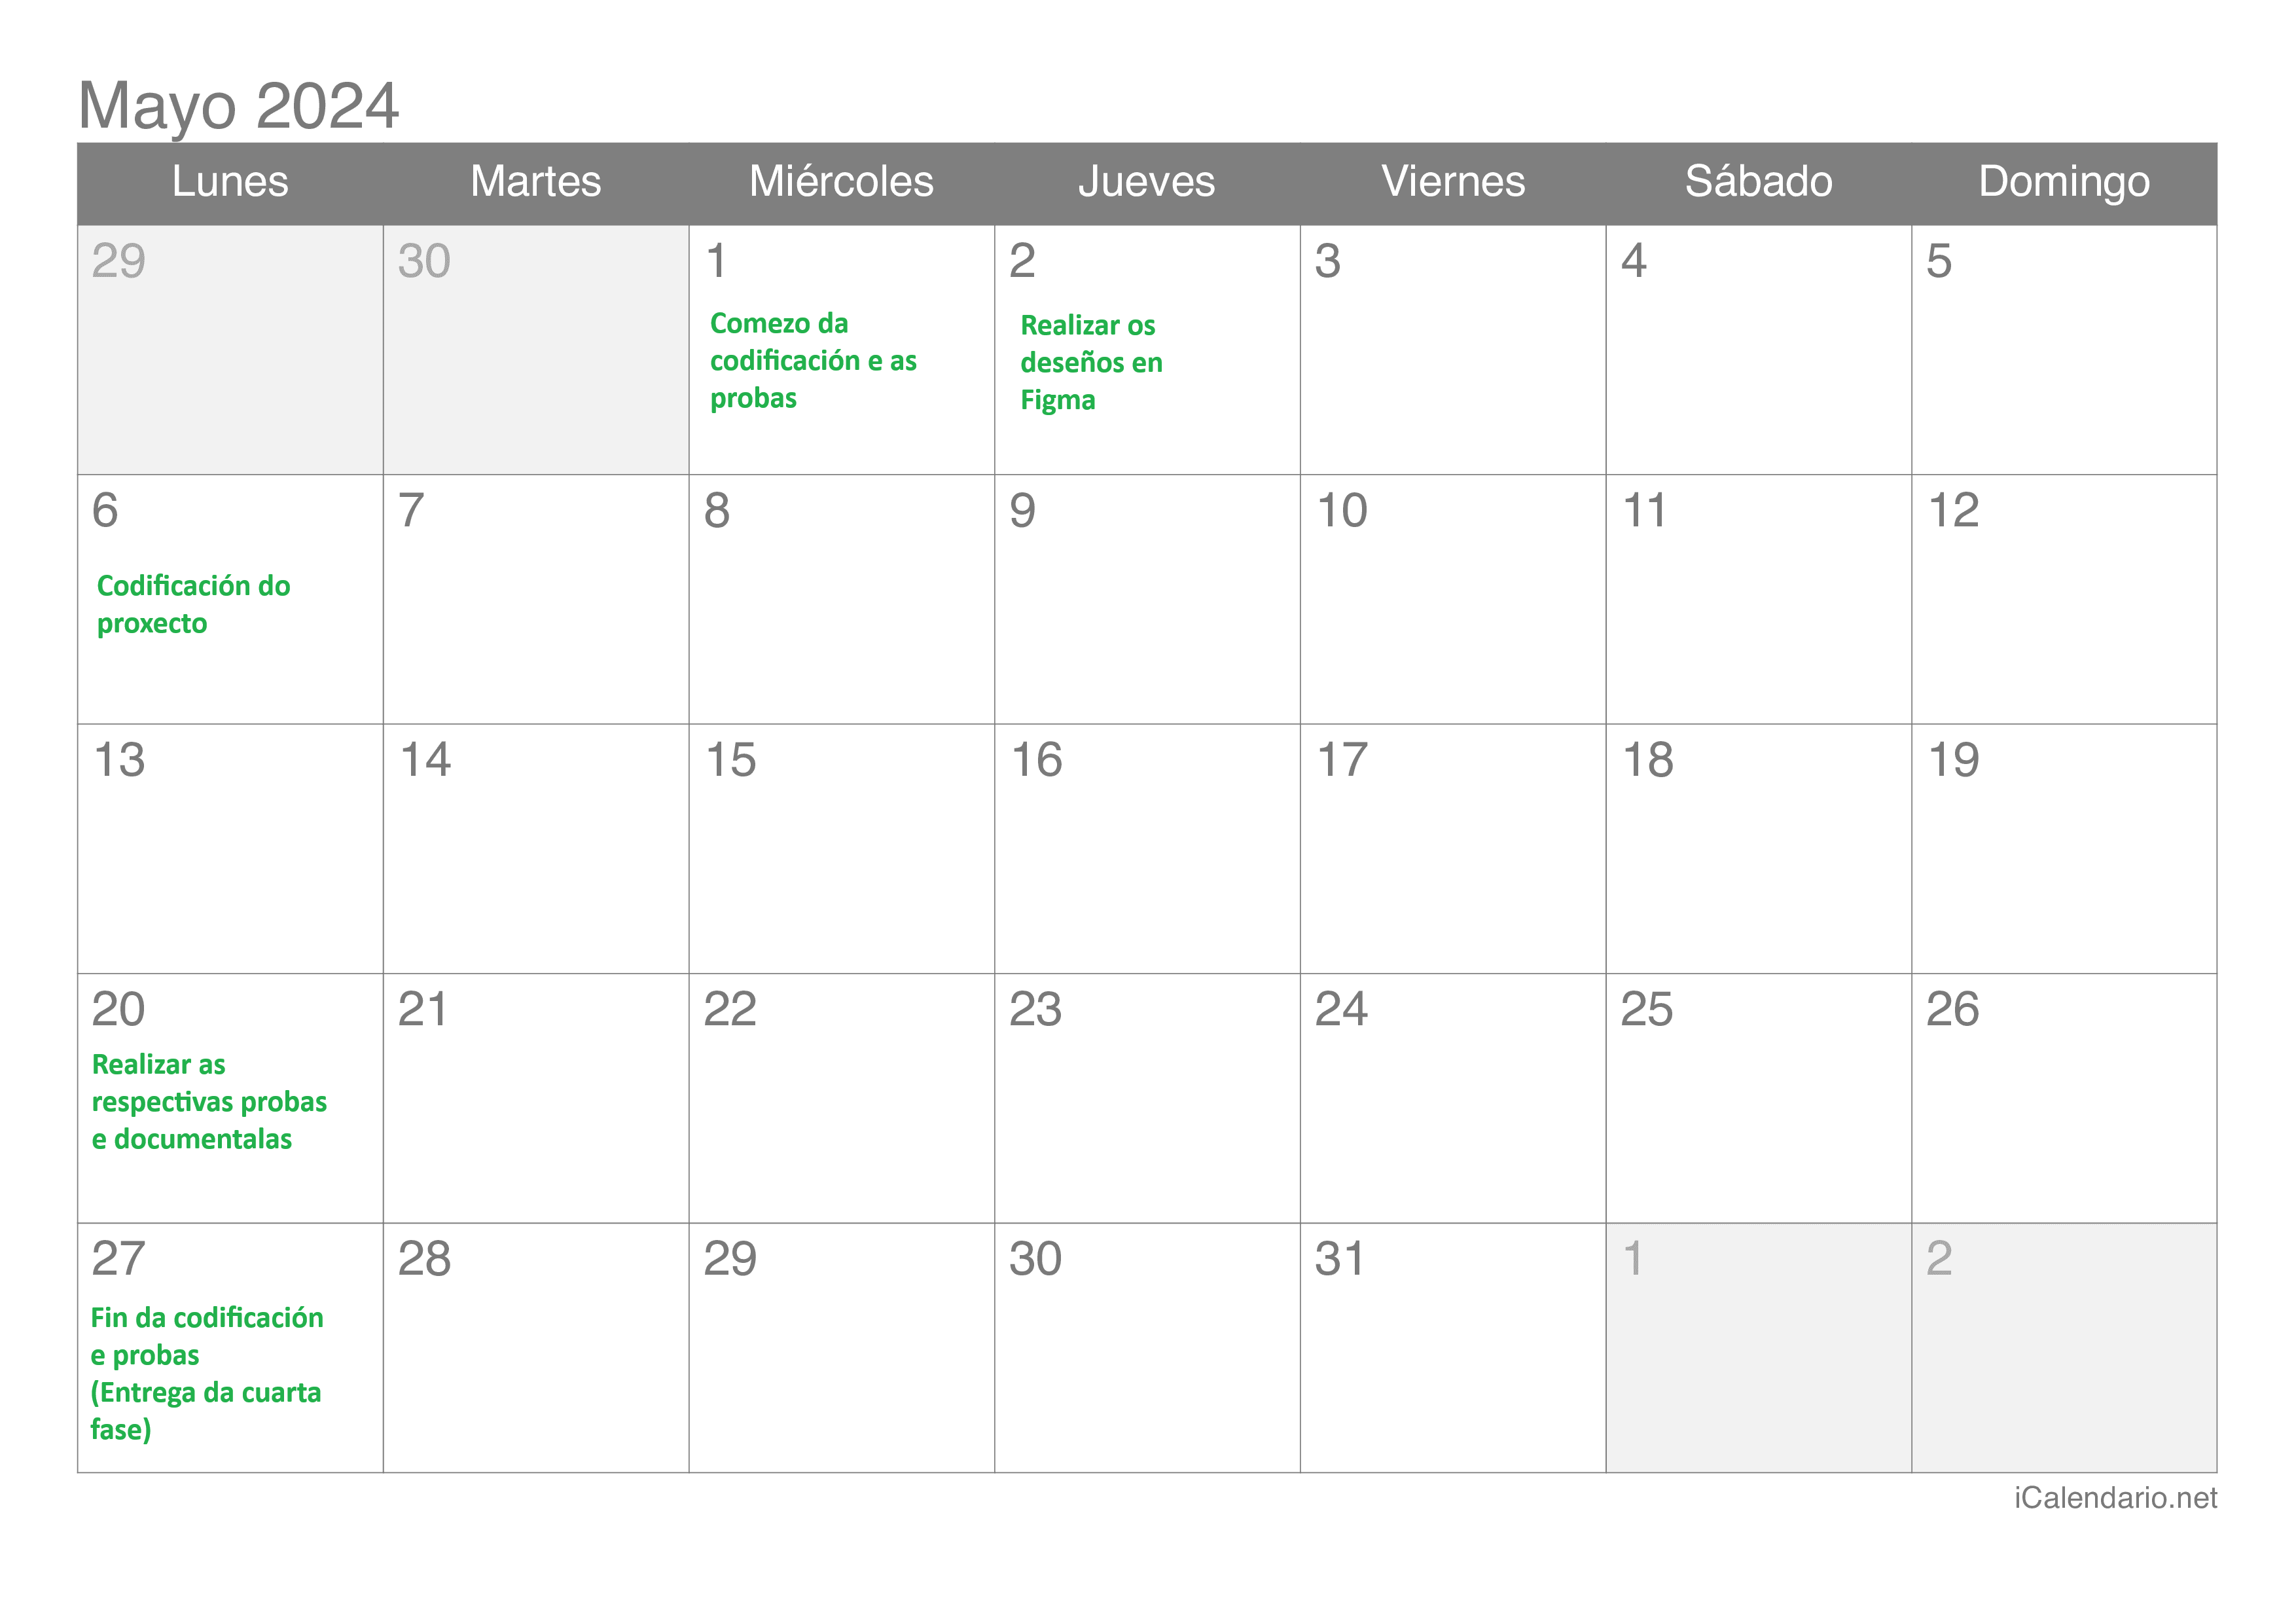 Mayo 2024
Lunes Martes Miércoles Jueves Viernes Sábado Domingo
29 30 1 2 3 4 5
Comezo da
codificación e as
probas
Realizar os
deseños en
Figma
6 7 8 9 10 11 12
Codificación do
proxecto
13 14 15 16 17 18 19
20 21 22 23 24 25 26
Realizar as
respectivas probas
e documentalas
27 28 29 30 31 1 2
Fin da codificación
e probas
(Entrega da cuarta
fase)
iCalendario.net